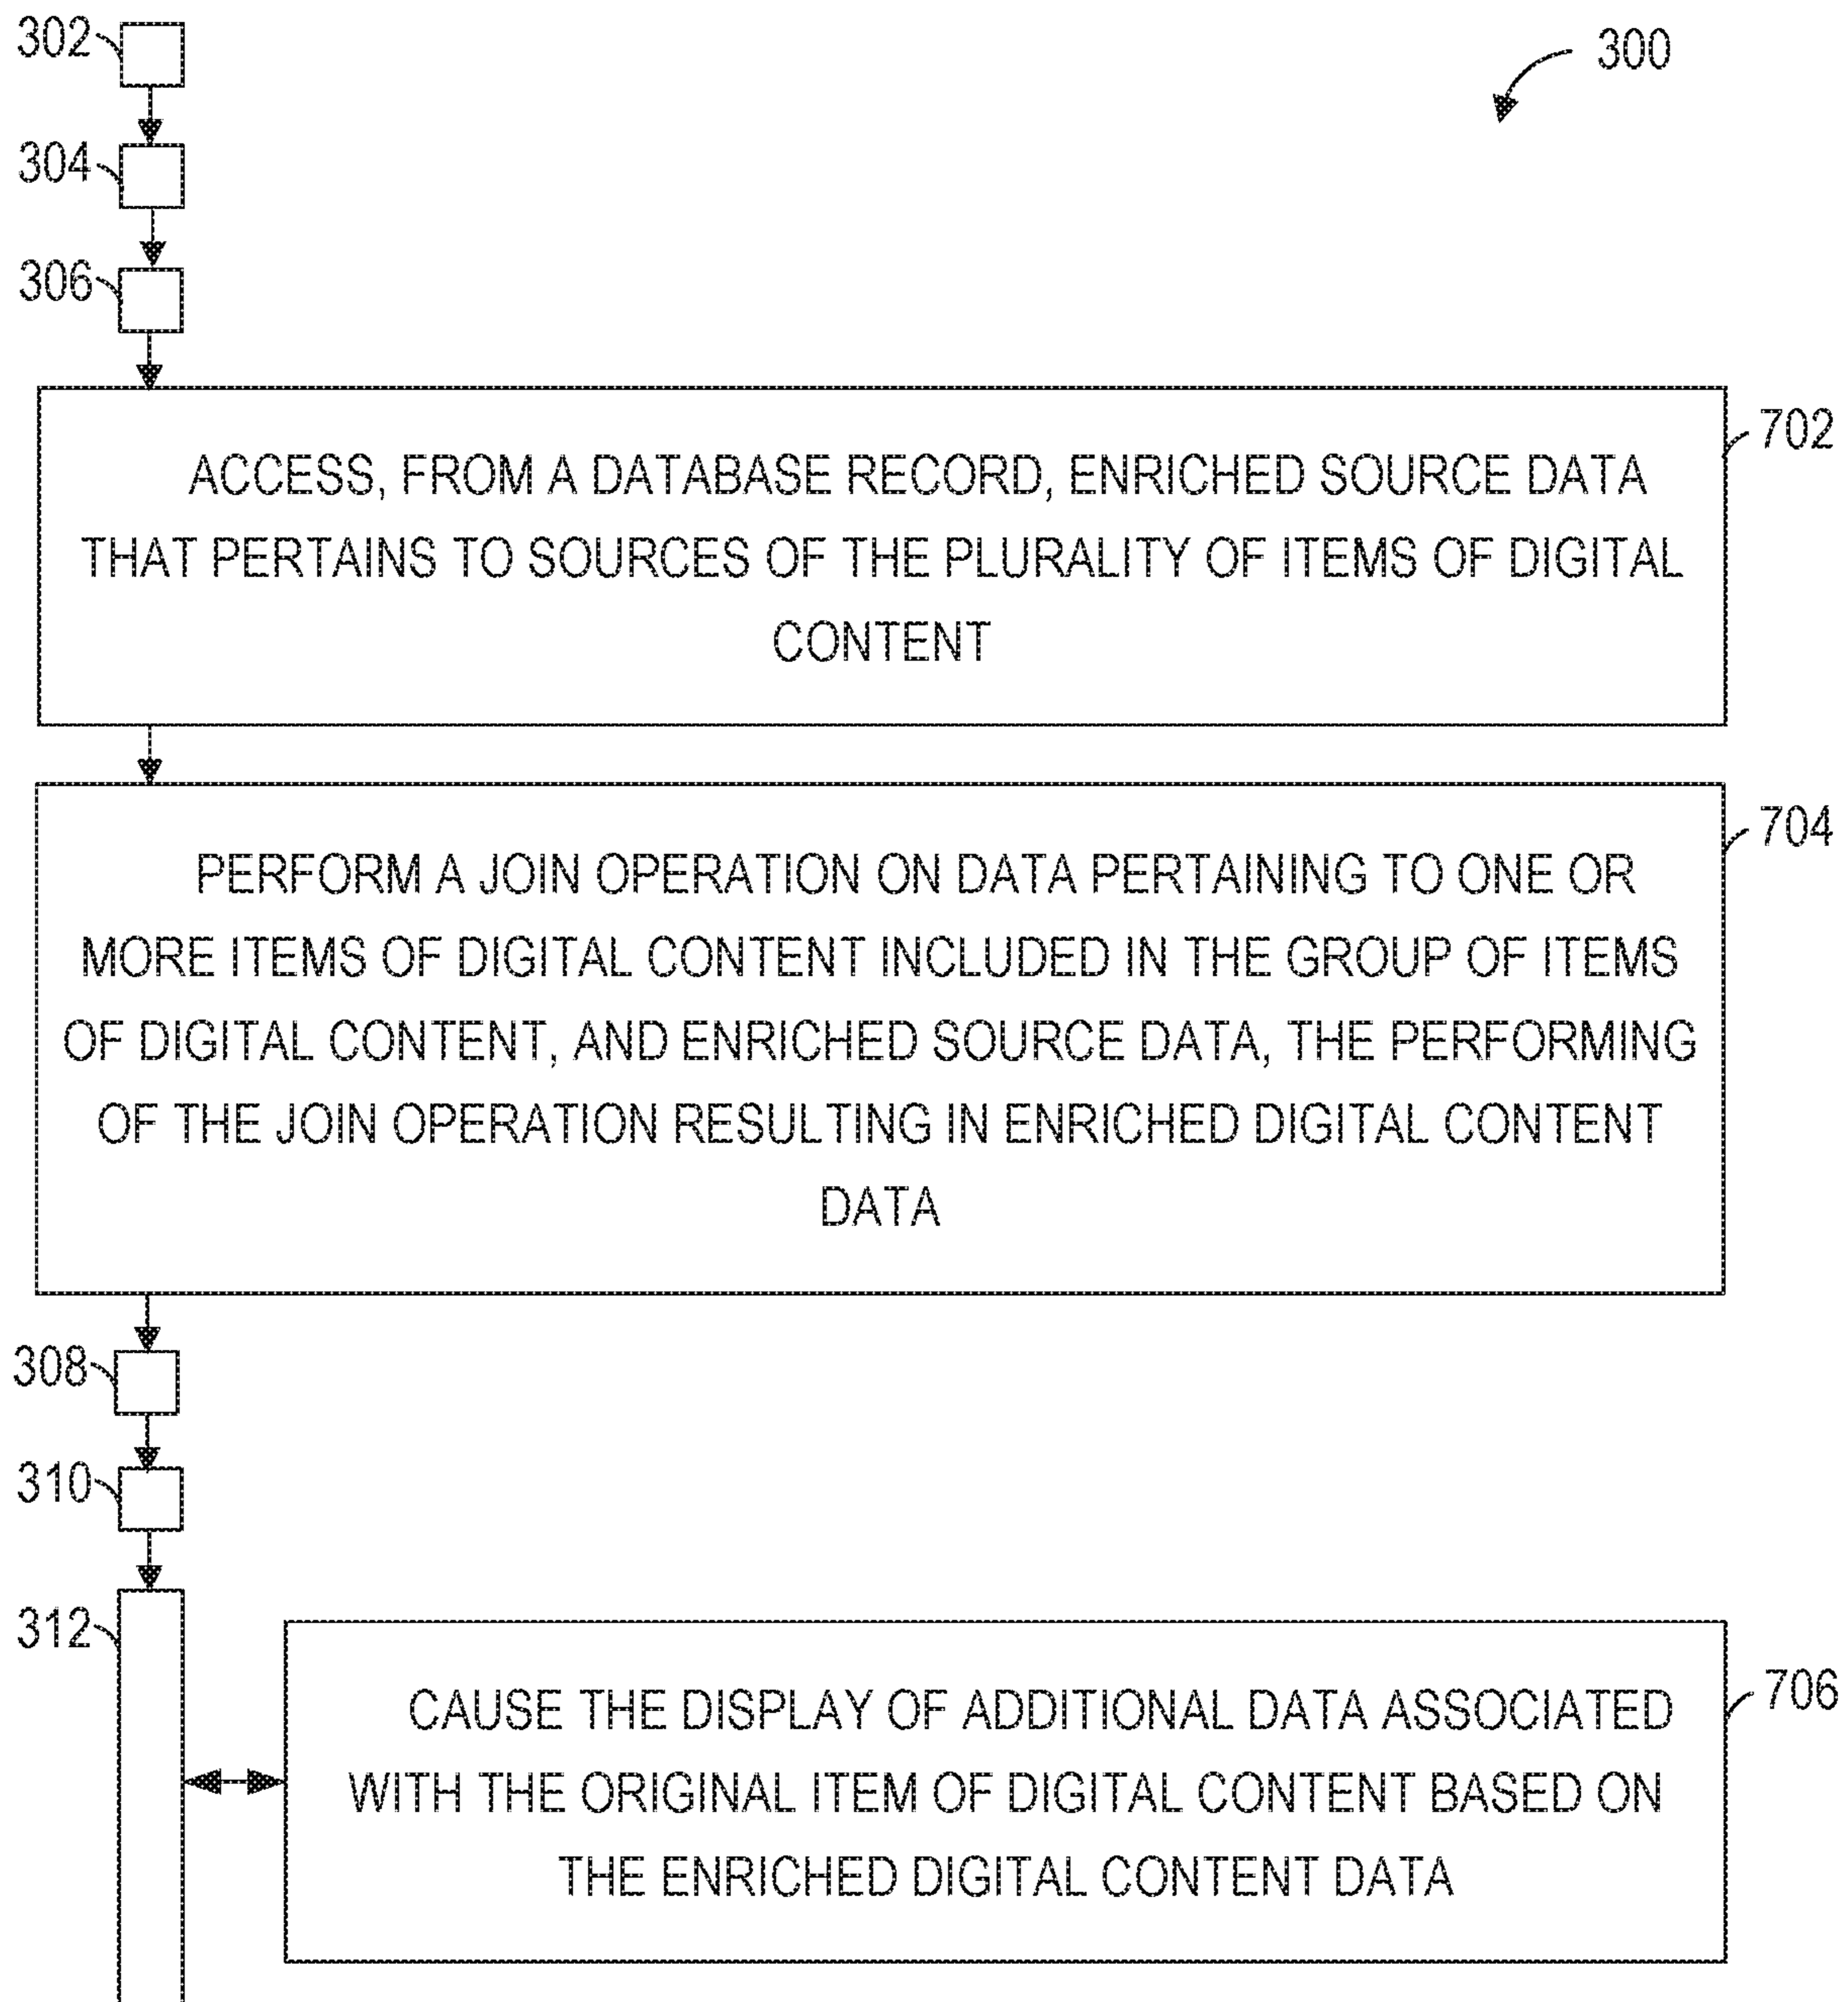 302
300
304
306
702
ACCESS, FROM A DATABASE RECORD, ENRICHED SOURCE DATA
THAT PERTAINS TO SOURCES OF THE PLURALITY OF ITEMS OF DIGITAL
CONTENT
704
PERFORM A JOIN OPERATION ON DATA PERTAINING TO ONE OR
MORE ITEMS OF DIGITAL CONTENT INCLUDED IN THE GROUP OF ITEMS
OF DIGITAL CONTENT, AND ENRICHED SOURCE DATA, THE PERFORMING
OF THE JOIN OPERATION RESULTING IN ENRICHED DIGITAL CONTENT
DATA
308
310
312
706
CAUSE THE DISPLAY OF ADDITIONAL DATA ASSOCIATED
WITH THE ORIGINAL ITEM OF DIGITAL CONTENT BASED ON
THE ENRICHED DIGITAL CONTENT DATA